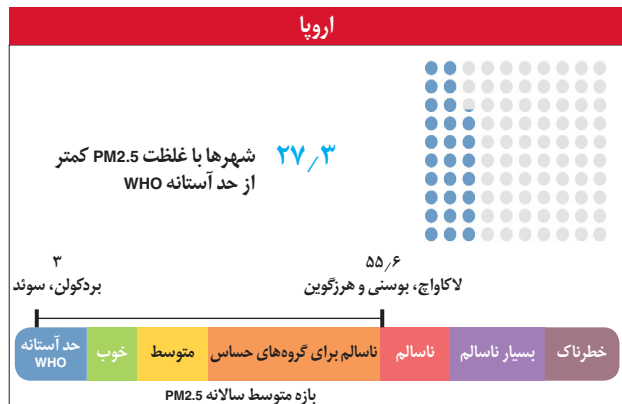 اروپا
۲۷٫۳ شهرها با غلظت PM2.5 کمتر
از حد آستانه WHO
۵۵٫۶
لاکاواچ، بوسنی و هرزگوین
۳
بردکولن، سوئد
خطرناک
بسیار ناسالم
ناسالم
ناسالم برای گروه‌های حساس
متوسط
خوب
حد آستانه
WHO
بازه متوسط سالانه PM2.5